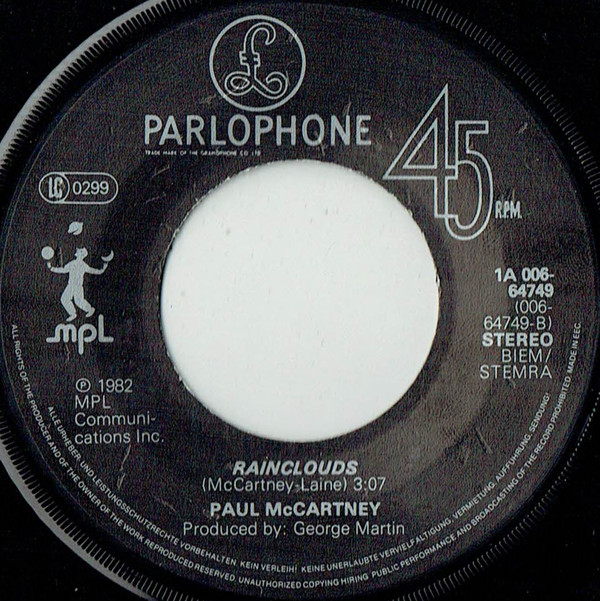 £
PARLOPHONE
TRADE MARK OF THE GRAMOPHONE CO. LTD
45
R.P.M.
LC 0299
mpL
1A 006-
64749
(006-
64749-B)
STEREO
BIEM/
STEMRA
℗ 1982
MPL
Communi-
cations Inc.
RAINCLOUDS
(McCartney-Laine) 3:07
PAUL McCARTNEY
Produced by: George Martin
ALLE URHEBER- UND LEISTUNGSSCHUTZRECHTE VORBEHALTEN. KEIN VERLEIH! KEINE UNERLAUBTE VERVIELFÄLTIGUNG, VERMIETUNG, AUFFÜHRUNG, SENDUNG!
ALL RIGHTS OF THE PRODUCER AND OF THE OWNER OF THE WORK REPRODUCED RESERVED. UNAUTHORIZED COPYING HIRING PUBLIC PERFORMANCE AND BROADCASTING OF THE RECORD PROHIBITED. MADE IN EEC.